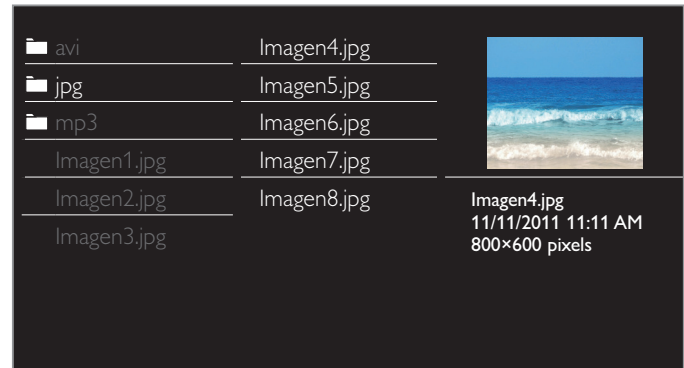 avi
jpg
mp3
Imagen1.jpg
Imagen2.jpg
Imagen3.jpg
Imagen4.jpg
Imagen5.jpg
Imagen6.jpg
Imagen7.jpg
Imagen8.jpg
Imagen4.jpg
11/11/2011 11:11 AM
800×600 pixels